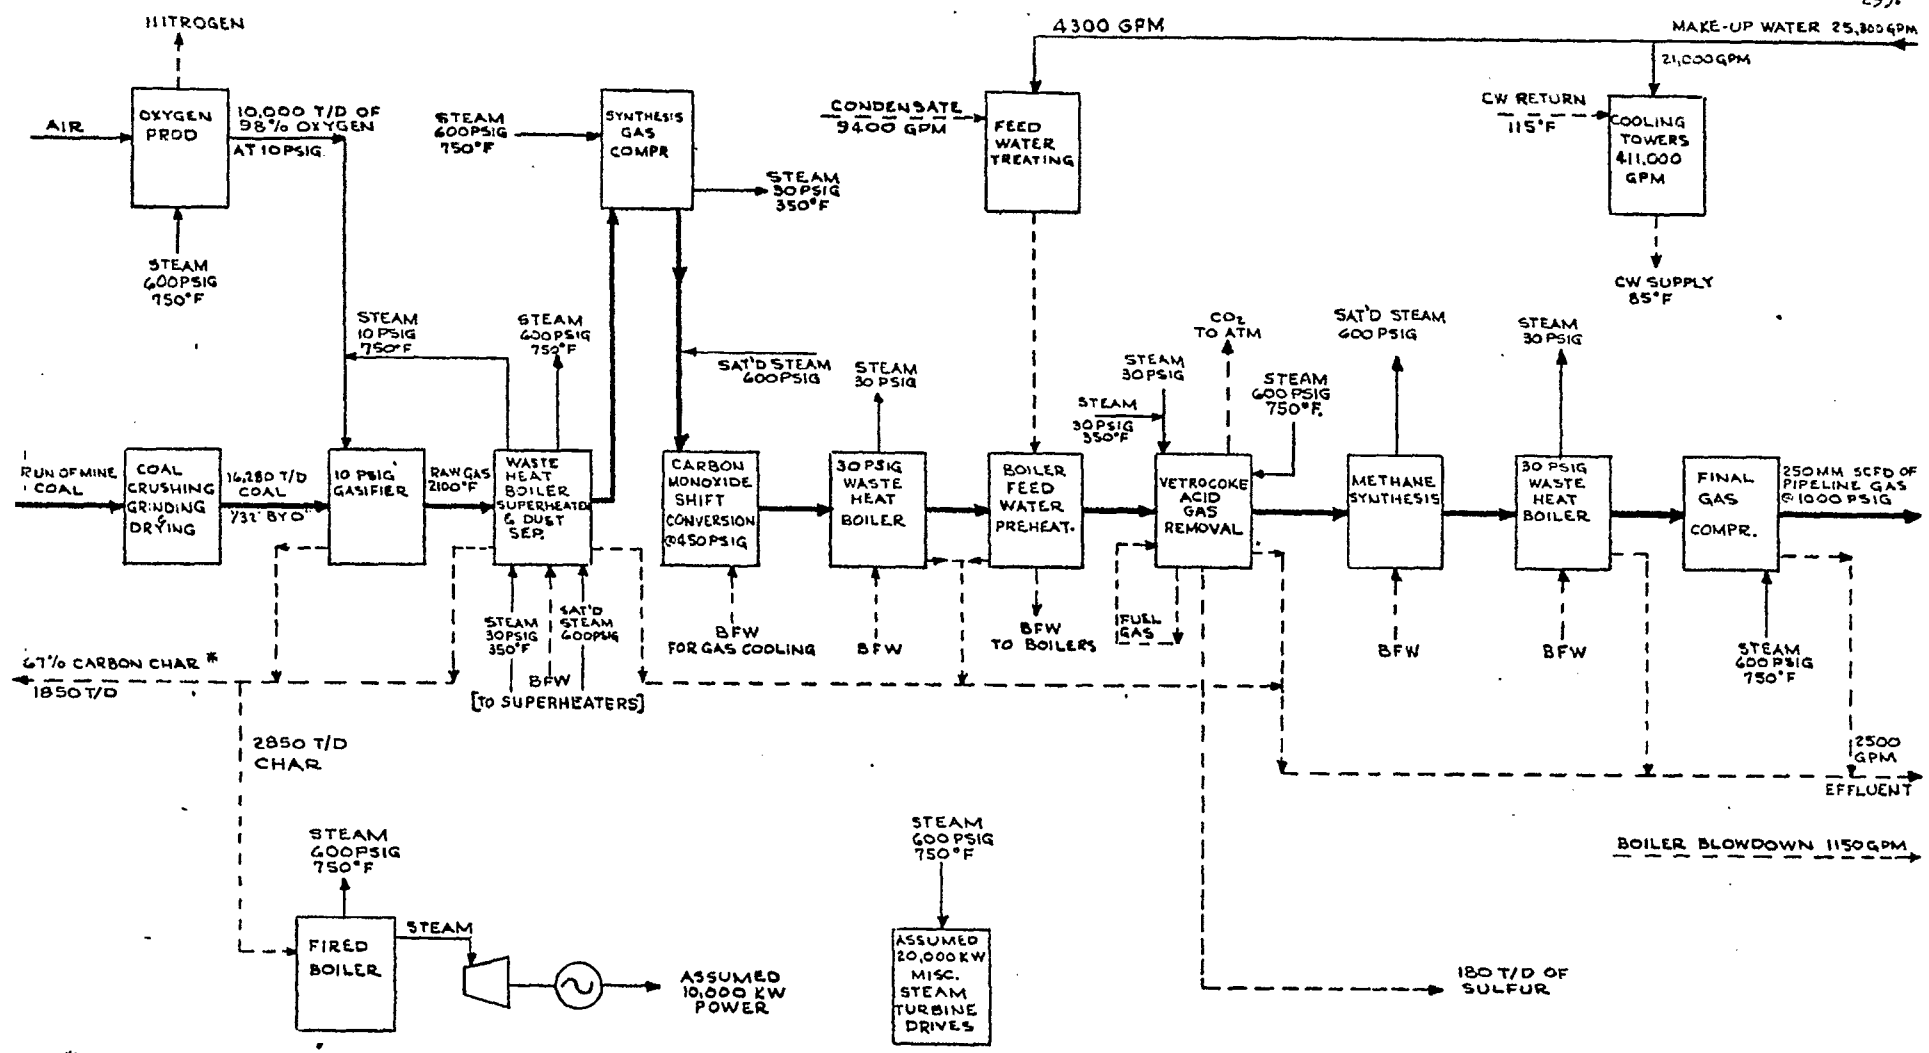 NITROGEN
4300 GPM
MAKE-UP WATER 25,300 GPM
21,000 GPM
AIR
OXYGEN
PROD
10,000 T/D OF
98% OXYGEN
AT 10 PSIG
STEAM
600 PSIG
750°F
STEAM
600 PSIG
750°F
SYNTHESIS
GAS
COMPR
STEAM
30 PSIG
350°F
CONDENSATE
9400 GPM
FEED
WATER
TREATING
CW RETURN
115°F
COOLING
TOWERS
411,000
GPM
CW SUPPLY
85°F
STEAM
10 PSIG
750°F
STEAM
600 PSIG
750°F
SAT'D STEAM
600 PSIG
STEAM
30 PSIG
STEAM
30 PSIG
STEAM
30 PSIG
350°F
CO2
TO ATM
STEAM
600 PSIG
750°F.
SAT'D STEAM
600 PSIG
STEAM
30 PSIG
RUN OF MINE
COAL
COAL
CRUSHING
GRINDING
&
DRYING
16,280 T/D
COAL
1/32" BY 0"
10 PSIG
GASIFIER
RAW GAS
2100°F
WASTE
HEAT
BOILER
SUPERHEATER
& DUST
SEP.
CARBON
MONOXIDE
SHIFT
CONVERSION
@450 PSIG
30 PSIG
WASTE
HEAT
BOILER
BOILER
FEED
WATER
PREHEAT.
VETROCOKE
ACID
GAS
REMOVAL
METHANE
SYNTHESIS
30 PSIG
WASTE
HEAT
BOILER
FINAL
GAS
COMPR.
250 MM SCFD OF
PIPELINE GAS
@ 1000 PSIG
STEAM
30 PSIG
350°F
BFW
SAT'D
STEAM
600 PSIG
[TO SUPERHEATERS]
BFW
FOR GAS COOLING
BFW
BFW
TO BOILERS
FUEL
GAS
BFW
BFW
STEAM
600 PSIG
750°F
67% CARBON CHAR *
1850 T/D
2850 T/D
CHAR
2500
GPM
EFFLUENT
BOILER BLOWDOWN 1150 GPM
STEAM
600 PSIG
750°F
FIRED
BOILER
STEAM
ASSUMED
10,000 KW
POWER
STEAM
600 PSIG
750°F
ASSUMED
20,000 KW
MISC.
STEAM
TURBINE
DRIVES
180 T/D OF
SULFUR